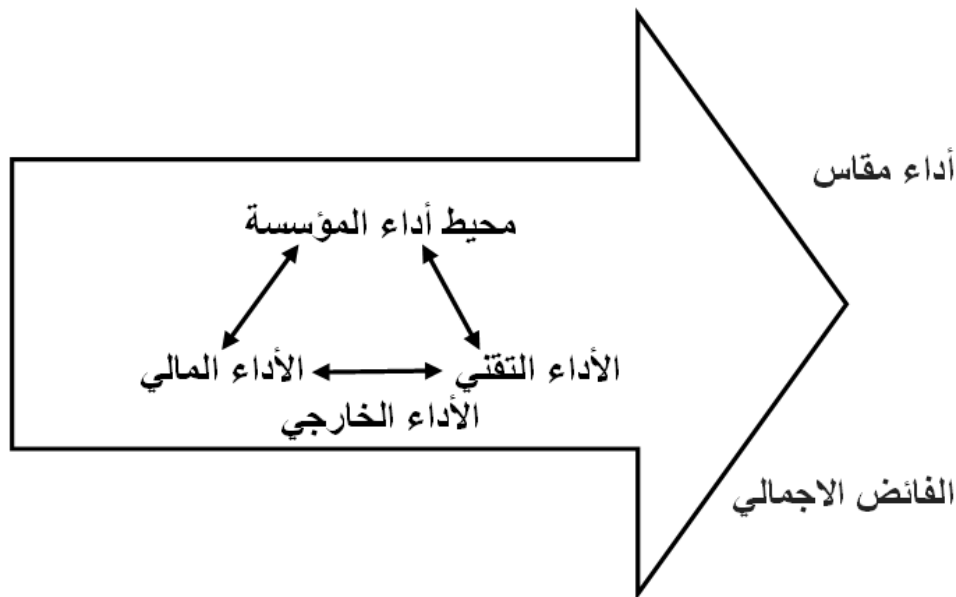 أداء مقاس
محيط أداء المؤسسة
الأداء التقني
الأداء المالي
الأداء الخارجي
الفائض الاجمالي